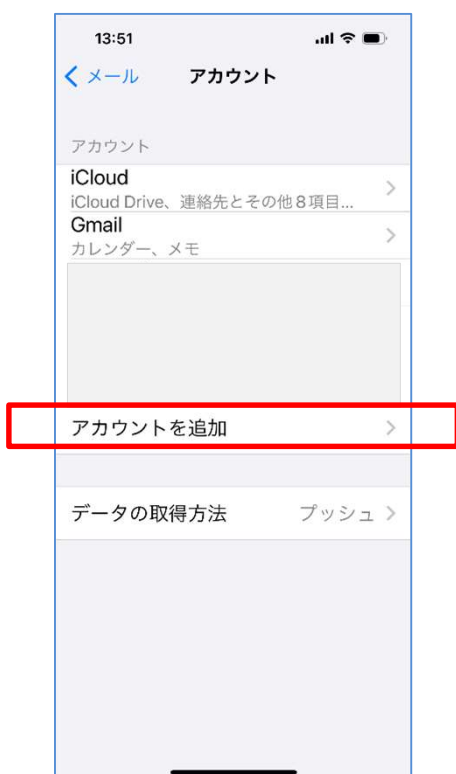 13:51
メール アカウント
アカウント
iCloud
iCloud Drive、連絡先とその他8項目...
Gmail
カレンダー、メモ
アカウントを追加
データの取得方法 プッシュ